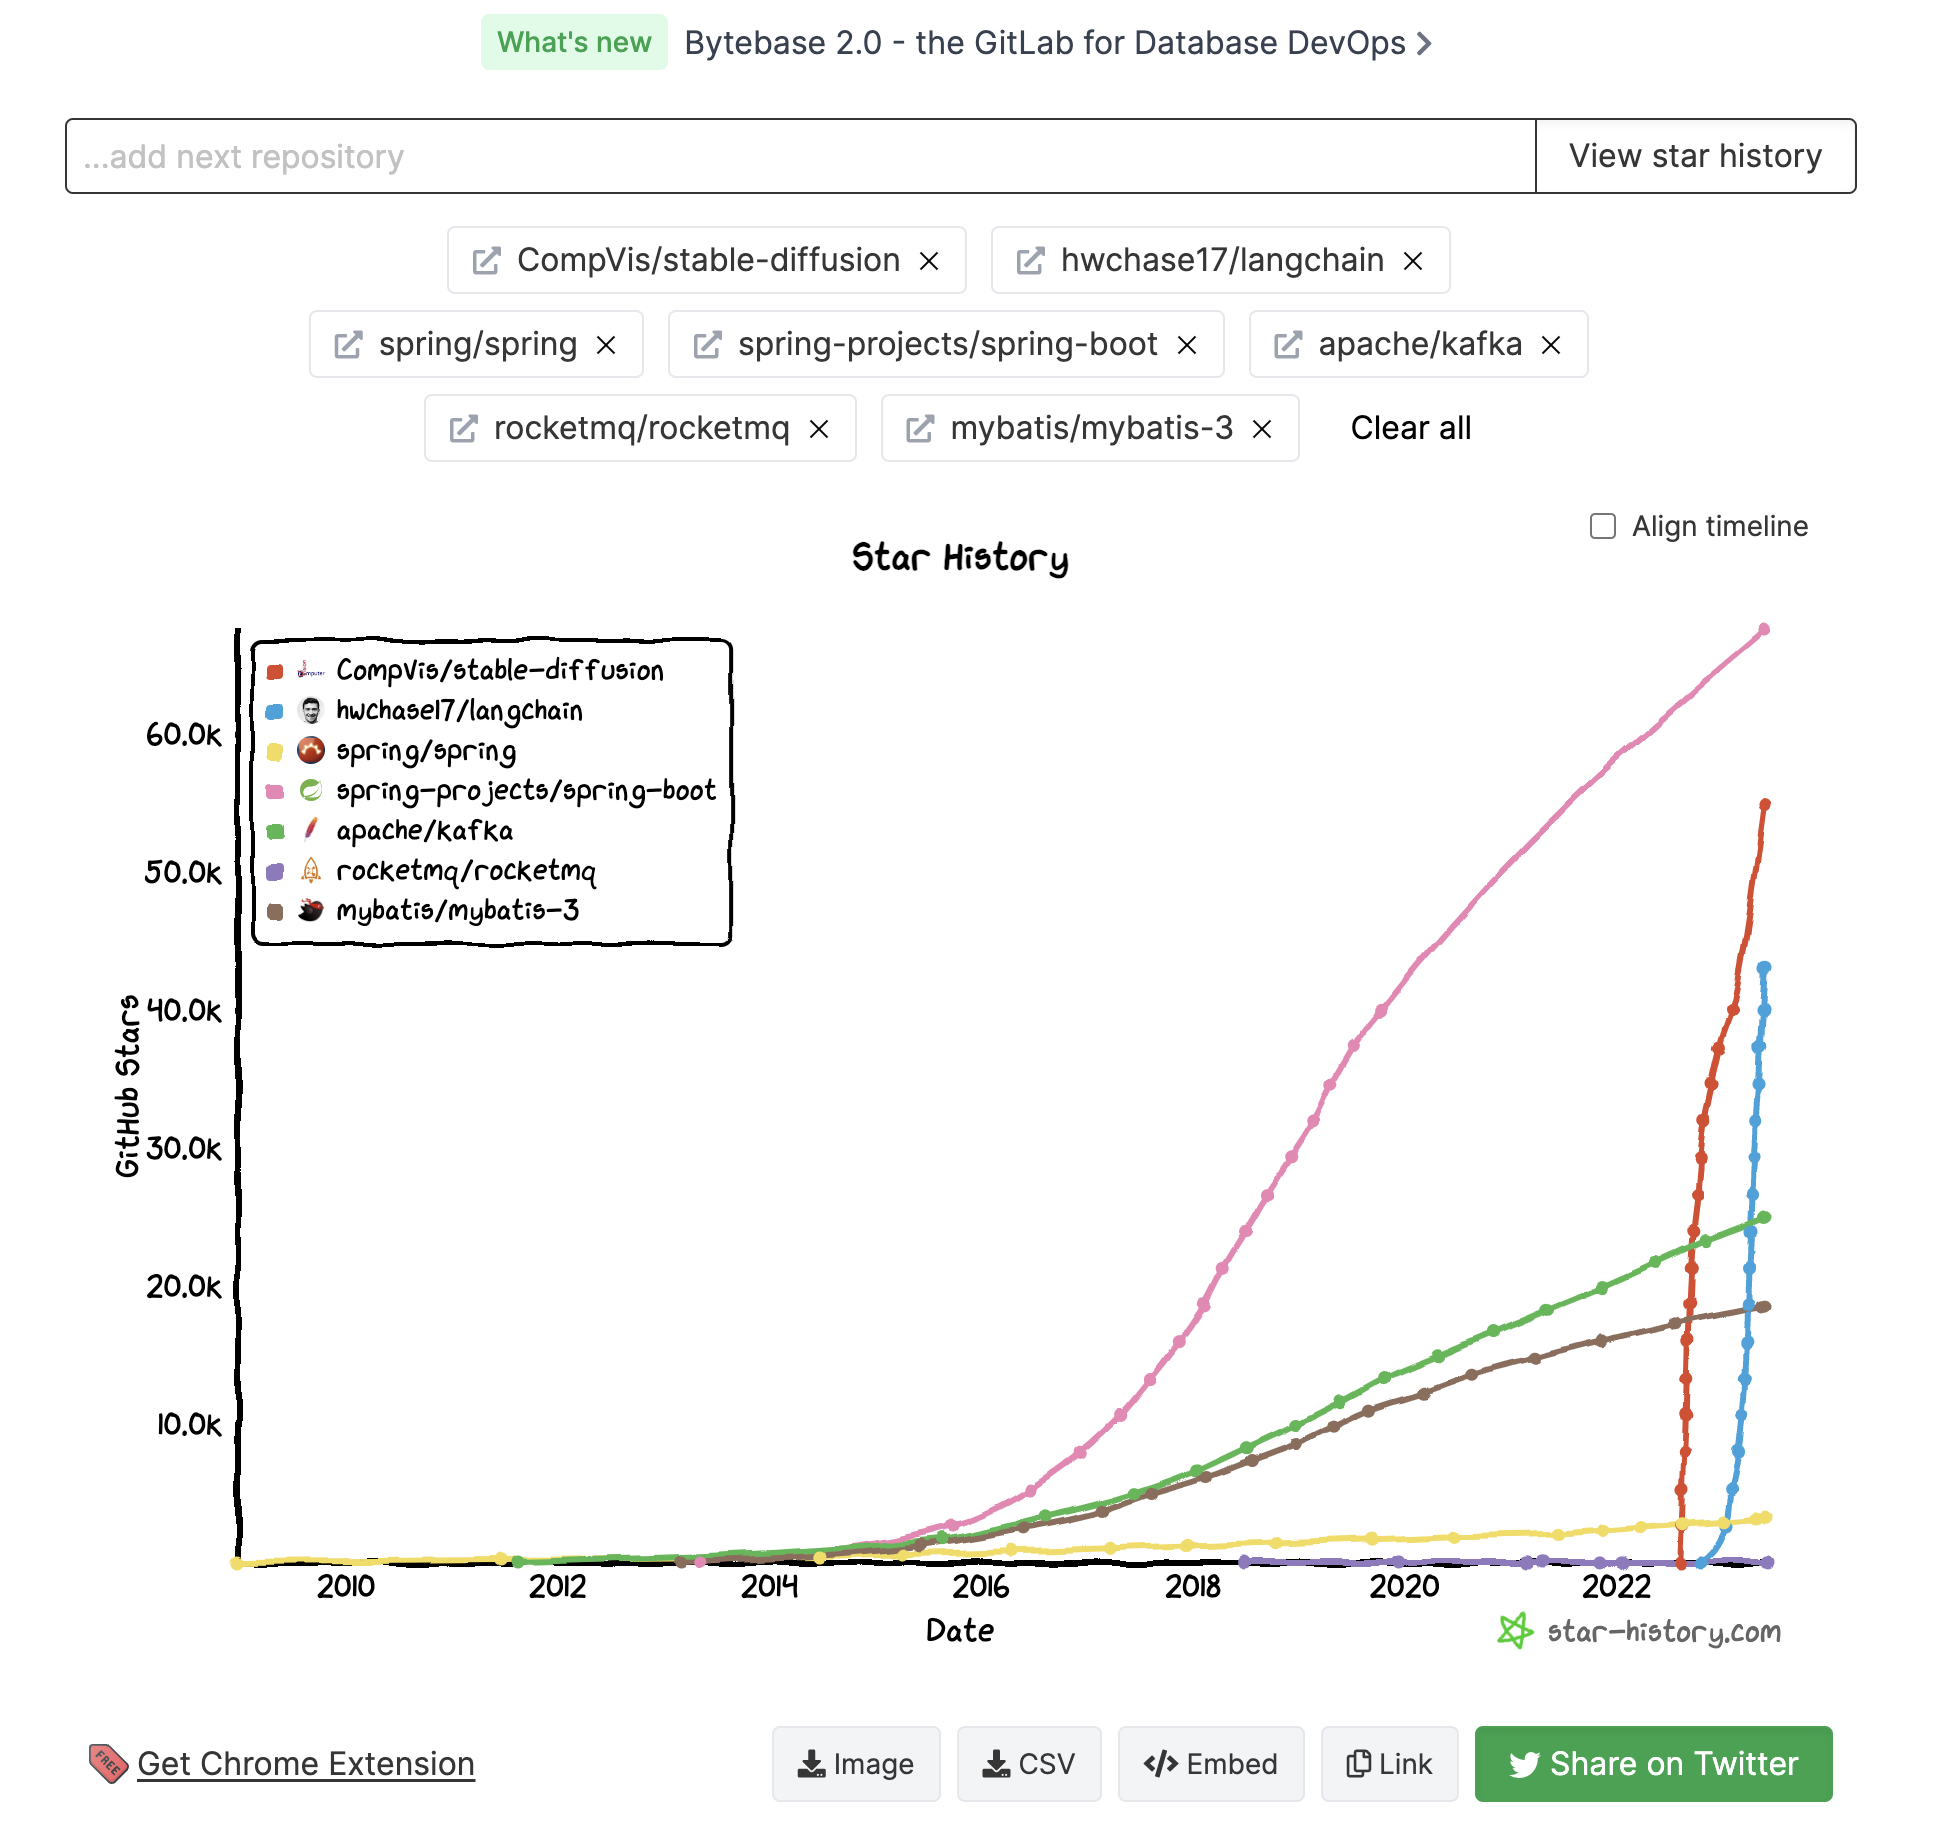 What's new Bytebase 2.0 - the GitLab for Database DevOps
...add next repository View star history
CompVis/stable-diffusion hwchase17/langchain
spring/spring spring-projects/spring-boot apache/kafka
rocketmq/rocketmq mybatis/mybatis-3 Clear all
Align timeline
Star History
CompVis/stable-diffusion
hwchase17/langchain
spring/spring
spring-projects/spring-boot
apache/kafka
rocketmq/rocketmq
mybatis/mybatis-3
60.0K
50.0K
40.0K
30.0K
20.0K
10.0K
GitHub Stars
2010 2012 2014 2016 2018 2020 2022
Date
star-history.com
FREE Get Chrome Extension Image CSV Embed Link Share on Twitter